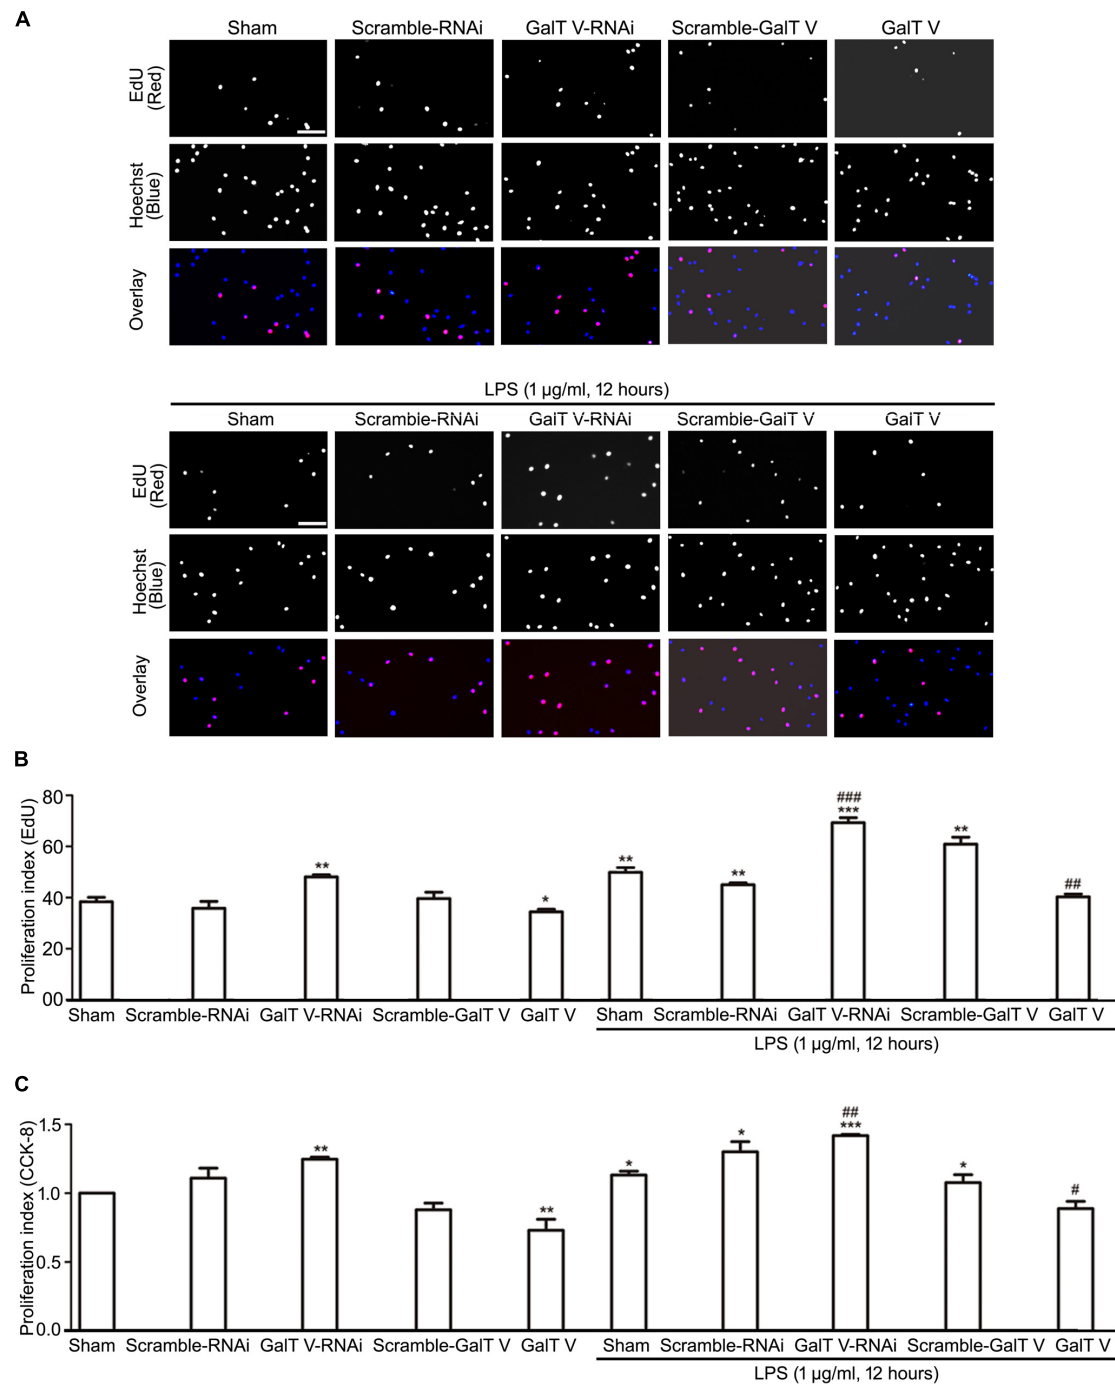 A
Sham Scramble-RNAi GalT V-RNAi Scramble-GalT V GalT V
EdU
(Red)
Hoechst
(Blue)
Overlay
LPS (1 μg/ml, 12 hours)
Sham Scramble-RNAi GalT V-RNAi Scramble-GalT V GalT V
EdU
(Red)
Hoechst
(Blue)
Overlay
B
Proliferation index (EdU)
80
60
40
20
00
** * ** ** ### *** ** ##
Sham Scramble-RNAi GalT V-RNAi Scramble-GalT V GalT V Sham Scramble-RNAi GalT V-RNAi Scramble-GalT V GalT V
LPS (1 μg/ml, 12 hours)
C
Proliferation index (CCK-8)
1.5
1.0
0.5
0.0
** ** * * ## *** * #
Sham Scramble-RNAi GalT V-RNAi Scramble-GalT V GalT V Sham Scramble-RNAi GalT V-RNAi Scramble-GalT V GalT V
LPS (1 μg/ml, 12 hours)